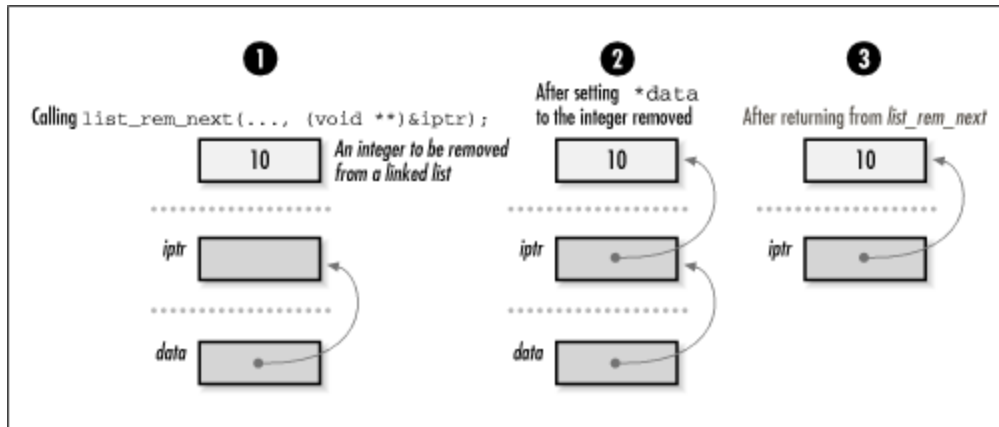 1
Calling list_rem_next(..., (void **)&iptr);
10
An integer to be removed
from a linked list
iptr
data
2
After setting *data
to the integer removed
10
iptr
data
3
After returning from list_rem_next
10
iptr